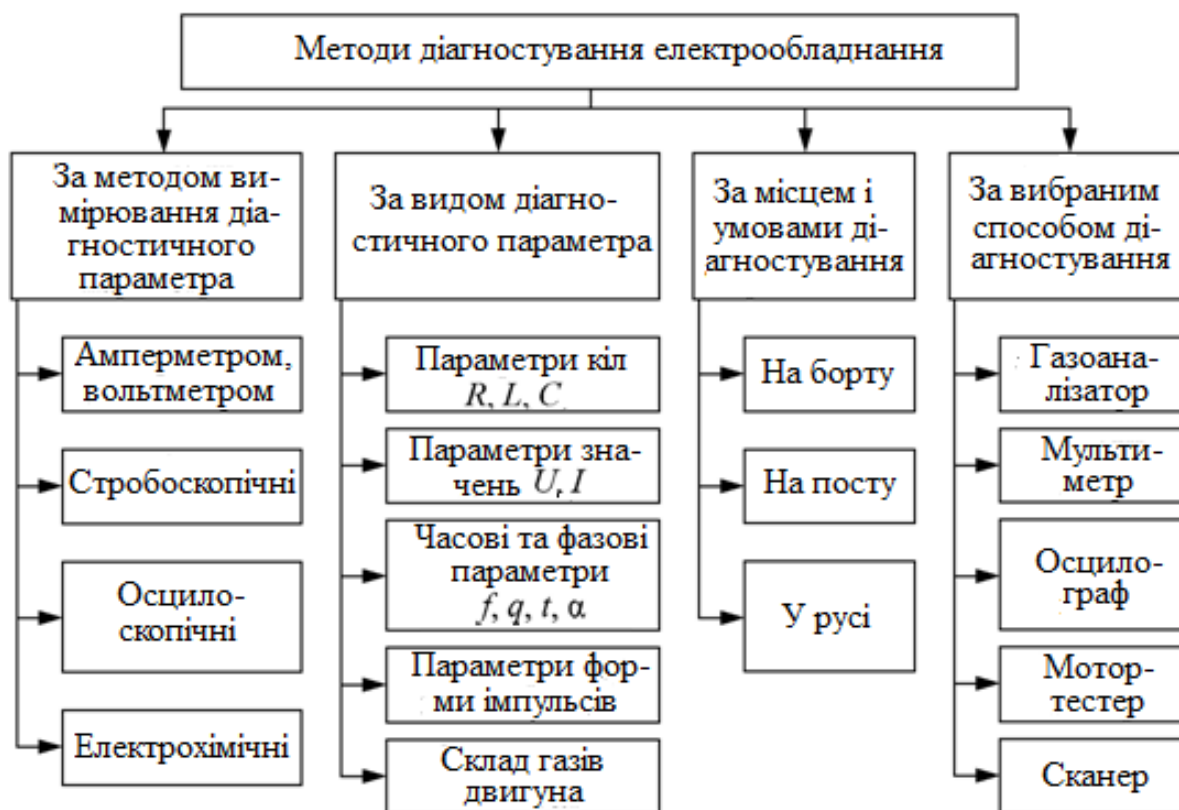 Методи діагностування електрообладнання
За методом ви-
мірювання діа-
гностичного
параметра
Амперметром,
вольтметром
Стробоскопічні
Осцило-
скопічні
Електрохімічні
За видом діагно-
стичного параметра
Параметри кіл
R, L, C
Параметри зна-
чень U, I
Часові та фазові
параметри
f, q, t, α
Параметри фор-
ми імпульсів
Склад газів
двигуна
За місцем і
умовами ді-
агностування
На борту
На посту
У русі
За вибраним
способом ді-
агностування
Газоана-
лізатор
Мульти-
метр
Осцило-
граф
Мотор-
тестер
Сканер